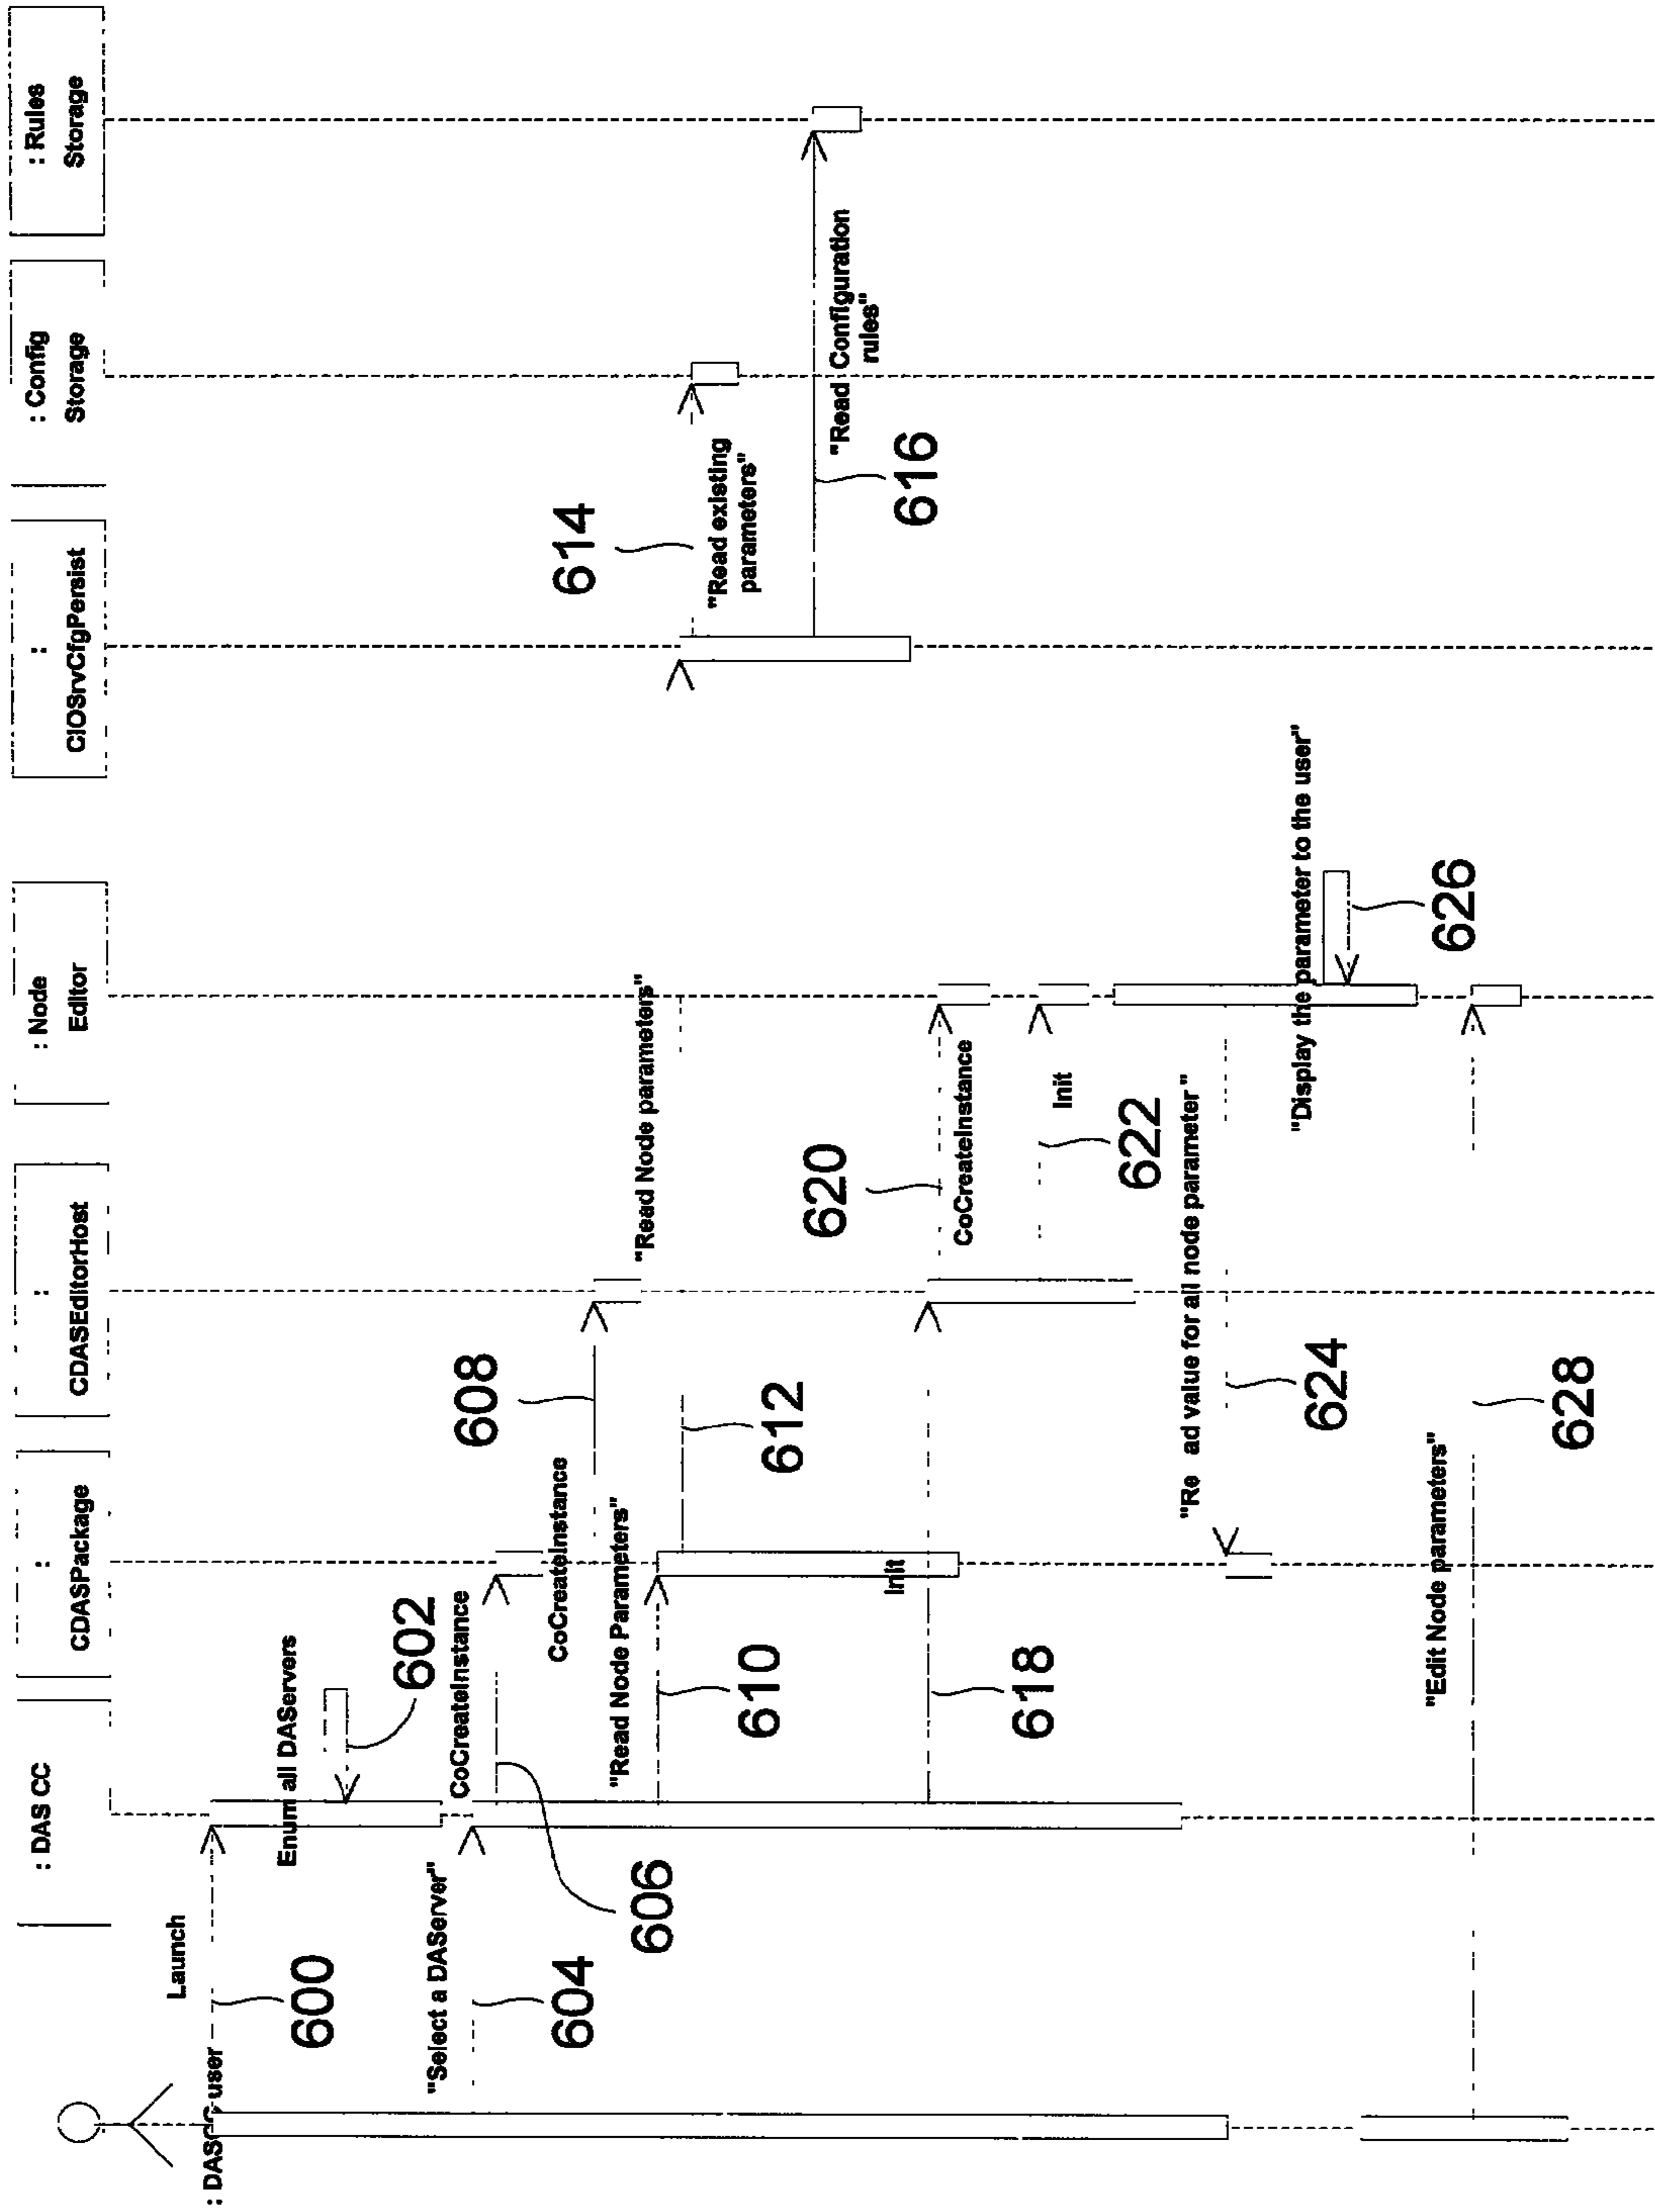 : DASCC user
: DAS CC
:
CDASPackage
:
CDASEditorHost
: Node
Editor
:
CIOSrvCfgPersist
: Config
Storage
: Rules
Storage
Launch
600
Enum all DAServers
602
"Select a DAServer"
604
CoCreateInstance
606
CoCreateInstance
608
"Read Node Parameters"
610
"Read Node parameters"
612
614
"Read existing
parameters"
"Read Configuration
rules"
616
Init
618
620
CoCreateInstance
Init
622
"Re ad value for all node parameter"
624
"Display the parameter to the user"
626
"Edit Node parameters"
628